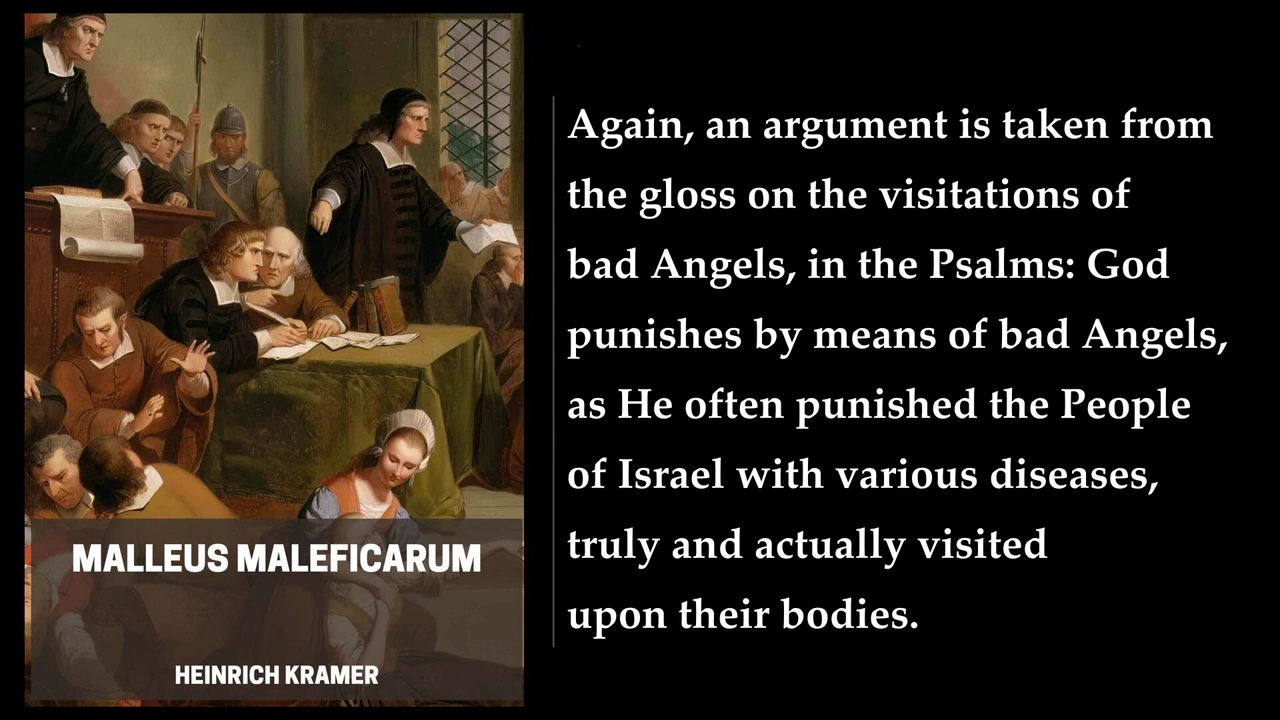 MALLEUS MALEFICARUM
HEINRICH KRAMER
Again, an argument is taken from
the gloss on the visitations of
bad Angels, in the Psalms: God
punishes by means of bad Angels,
as He often punished the People
of Israel with various diseases,
truly and actually visited
upon their bodies.